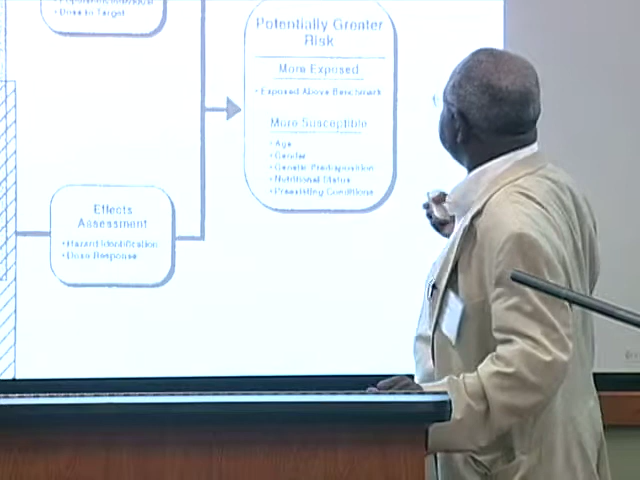 • Dose to Target
Potentially Greater
Risk
More Exposed
• Exposed Above Benchmark
More Susceptible
• Age
• Gender
• Genetic Predisposition
• Nutritional Status
• Preexisting Conditions
Effects
Assessment
• Hazard Identification
• Dose Response